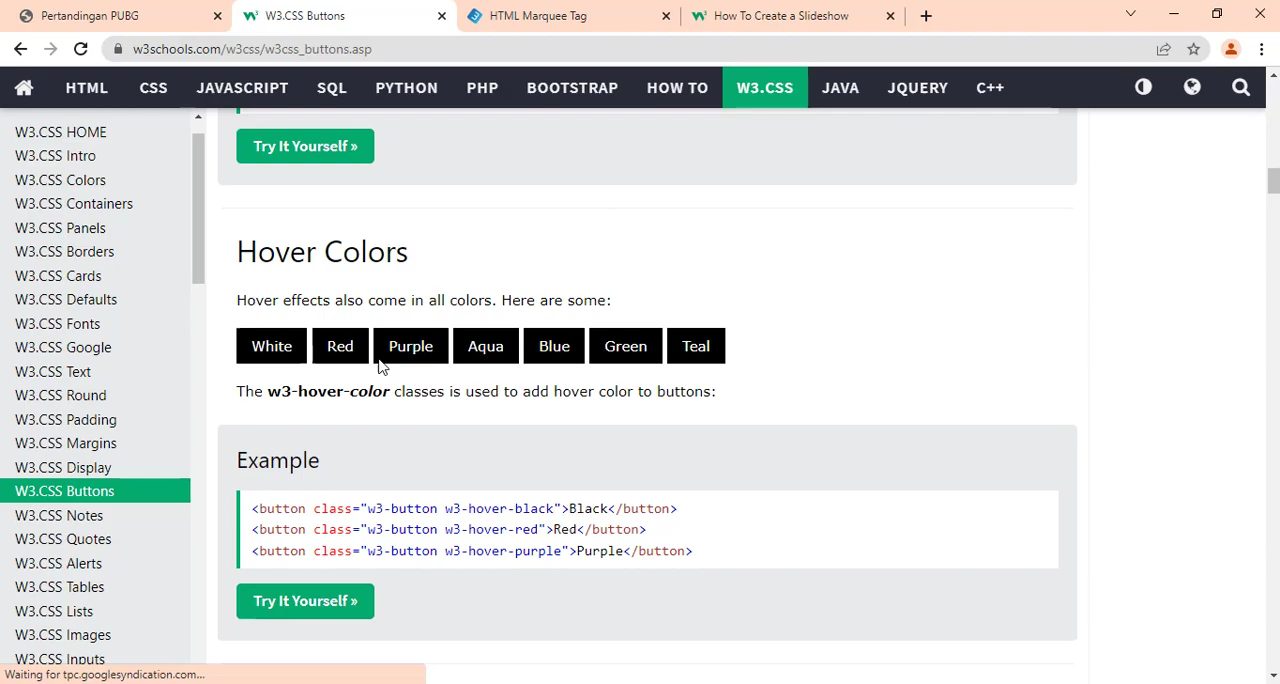 Pertandingan PUBG
W3.CSS Buttons
HTML Marquee Tag
How To Create a Slideshow
w3schools.com/w3css/w3css_buttons.asp
HTML CSS JAVASCRIPT SQL PYTHON PHP BOOTSTRAP HOW TO W3.CSS JAVA JQUERY C++
W3.CSS HOME
W3.CSS Intro
W3.CSS Colors
W3.CSS Containers
W3.CSS Panels
W3.CSS Borders
W3.CSS Cards
W3.CSS Defaults
W3.CSS Fonts
W3.CSS Google
W3.CSS Text
W3.CSS Round
W3.CSS Padding
W3.CSS Margins
W3.CSS Display
W3.CSS Buttons
W3.CSS Notes
W3.CSS Quotes
W3.CSS Alerts
W3.CSS Tables
W3.CSS Lists
W3.CSS Images
W3.CSS Inputs
Try It Yourself »
Hover Colors
Hover effects also come in all colors. Here are some:
White Red Purple Aqua Blue Green Teal
The w3-hover-color classes is used to add hover color to buttons:
Example
<button class="w3-button w3-hover-black">Black</button>
<button class="w3-button w3-hover-red">Red</button>
<button class="w3-button w3-hover-purple">Purple</button>
Try It Yourself »
Waiting for tpc.googlesyndication.com...